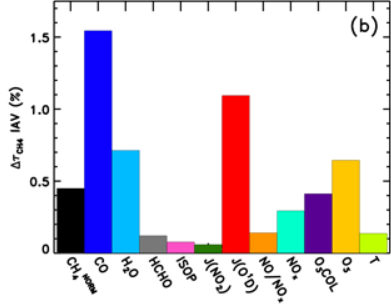 (b)
1.5
1.0
0.5
0
Δτ_CH4 IAV (%)
CH₄ NORM
CO
H₂O
HCHO
ISOP
J(NO₂)
J(O¹D)
NO/NOₓ
NOₓ
O₃COL
O₃
T